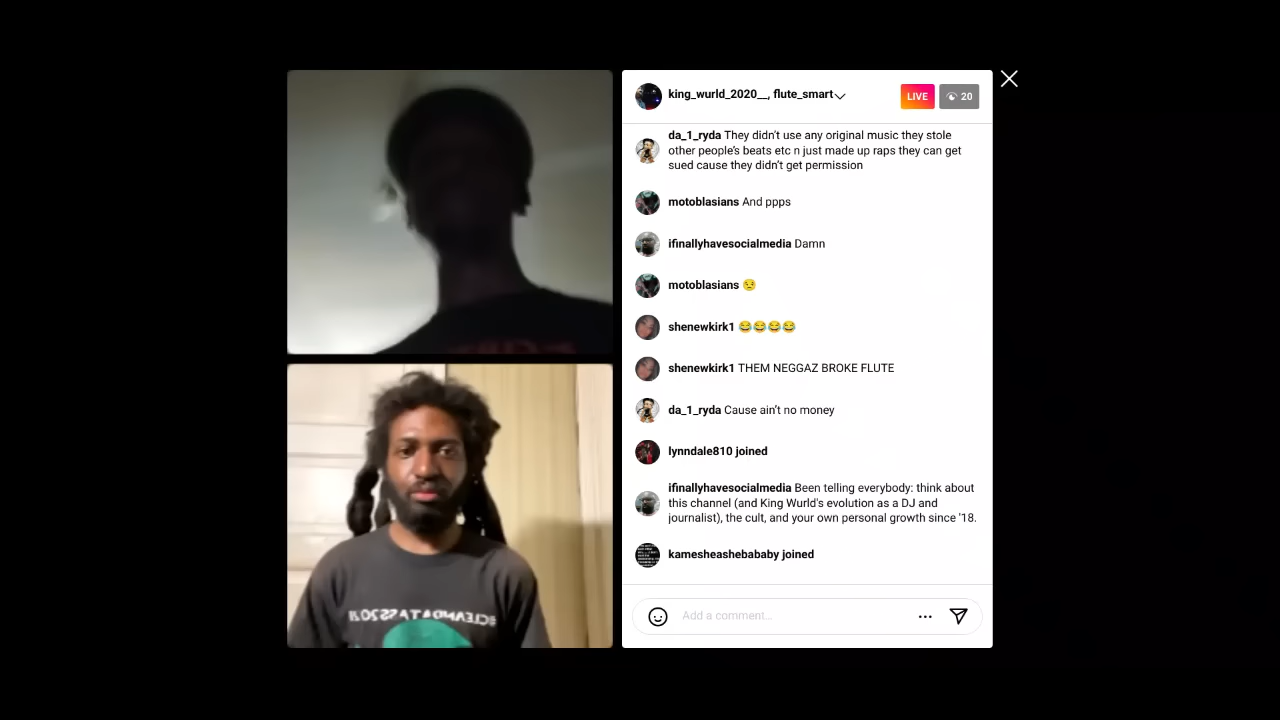 king_wurld_2020__, flute_smart
LIVE
20
da_1_ryda They didn't use any original music they stole
other people's beats etc n just made up raps they can get
sued cause they didn't get permission
motoblasians And ppps
ifinallyhavesocialmedia Damn
motoblasians 😒
shenewkirk1 😂😂😂😂
shenewkirk1 THEM NEGGAZ BROKE FLUTE
da_1_ryda Cause ain't no money
lynndale810 joined
ifinallyhavesocialmedia Been telling everybody: think about
this channel (and King Wurld's evolution as a DJ and
journalist), the cult, and your own personal growth since '18.
kamesheashebababy joined
Add a comment...
#CLEANDATASS2021